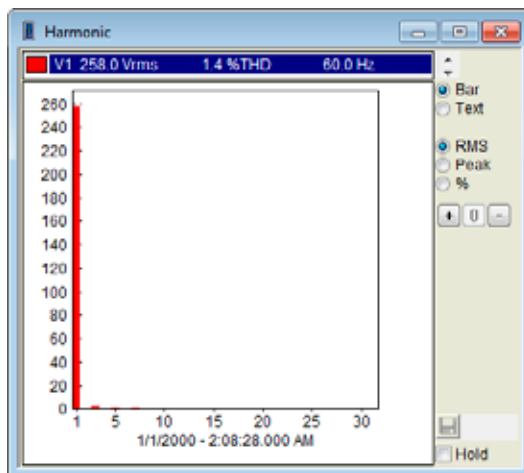 Harmonic
V1 258.0 Vrms 1.4 %THD 60.0 Hz
Bar
Text
RMS
Peak
%
+ 0 -
260
240
220
200
180
160
140
120
100
80
60
40
20
0
1 5 10 15 20 25 30
1/1/2000 - 2:08:28.000 AM
Hold